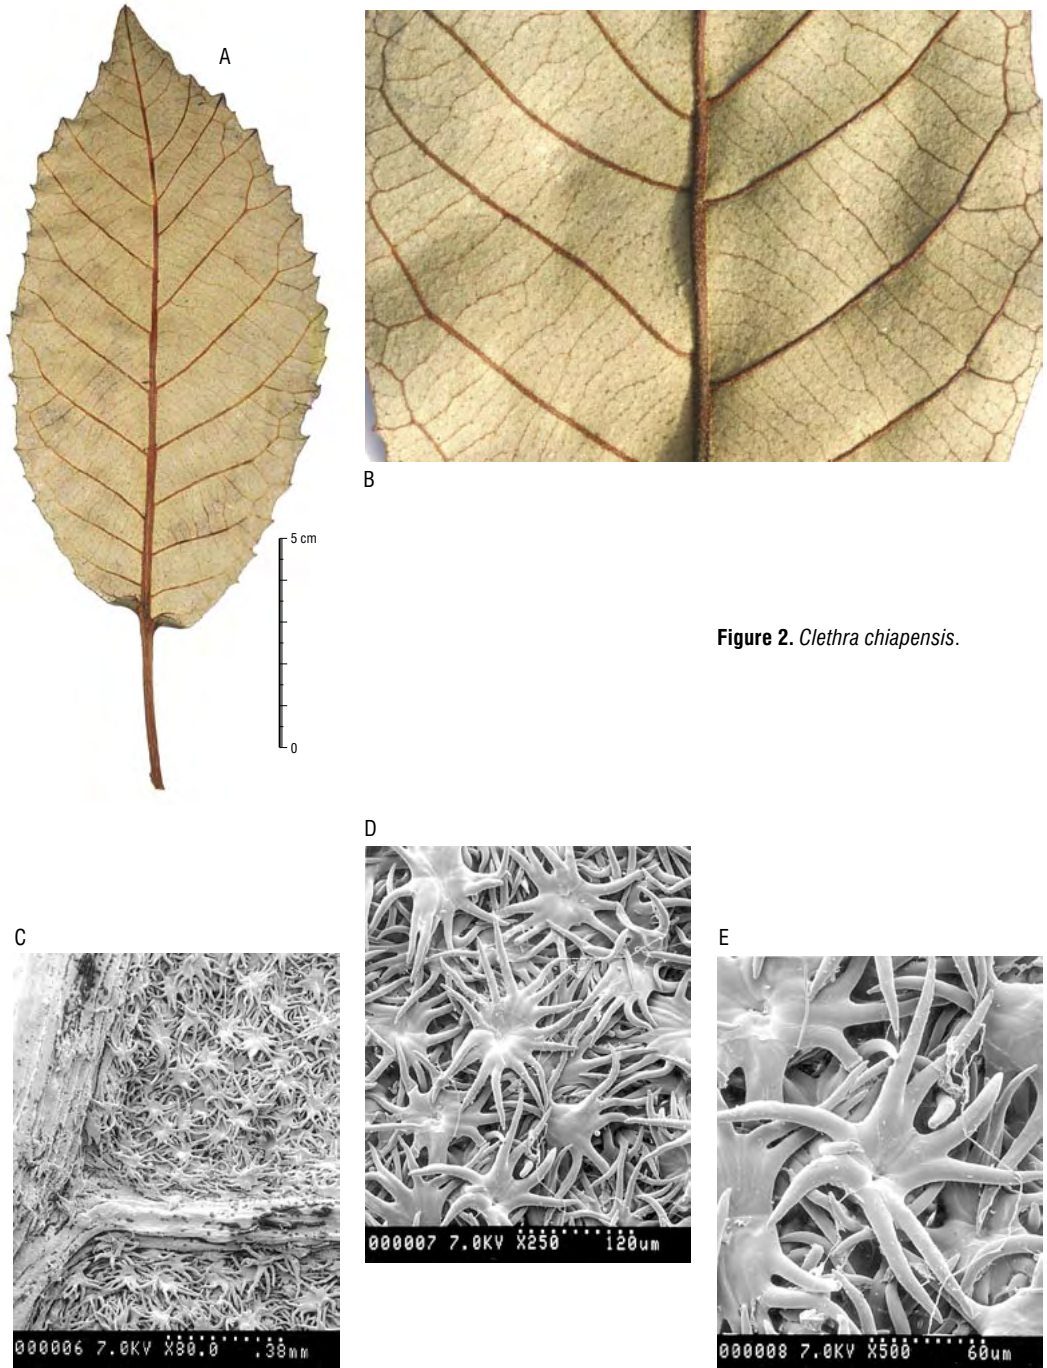 A
B
5 cm
0
Figure 2. Clethra chiapensis.
C
000006 7.0KV X80.0 .38mm
D
000007 7.0KV X250 120um
E
000008 7.0KV X500 60um